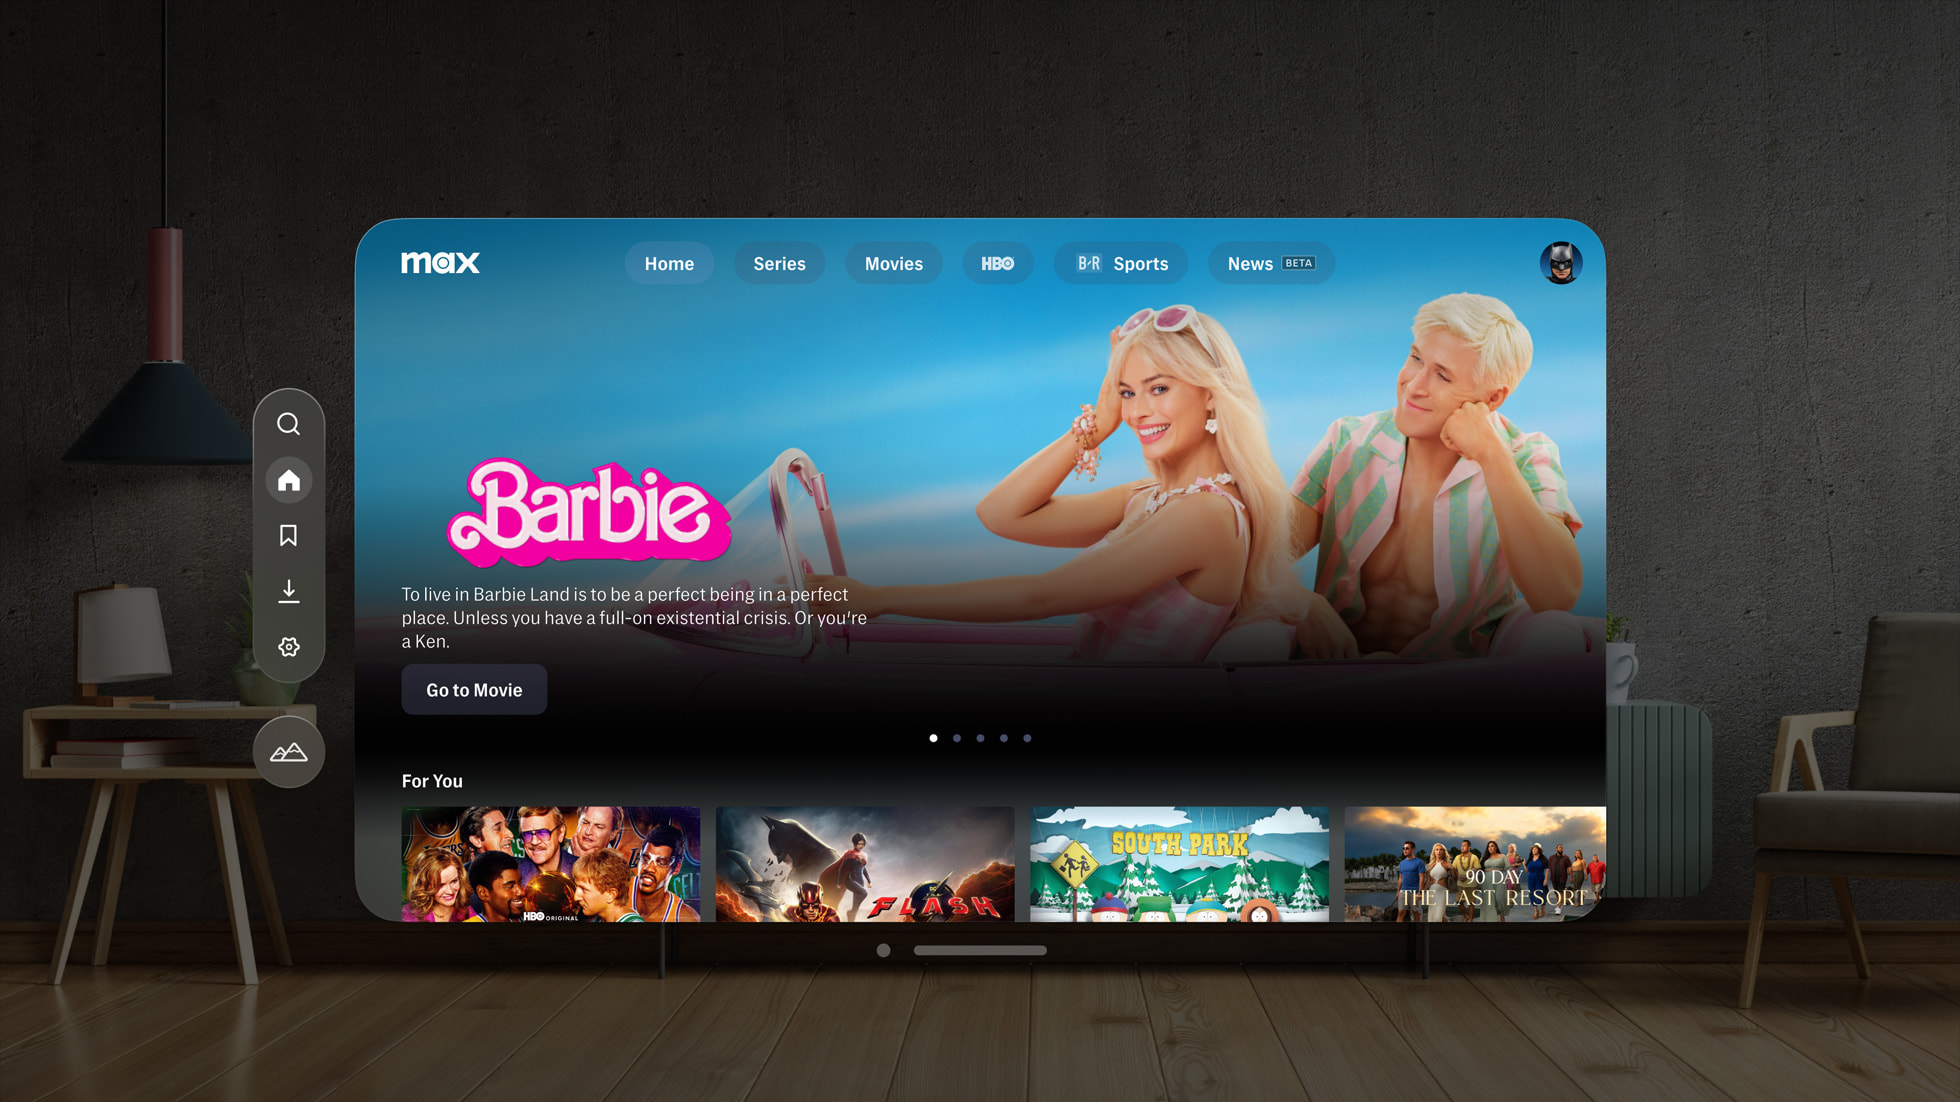 max
Home
Series
Movies
HBO
B/R Sports
News BETA
Barbie
To live in Barbie Land is to be a perfect being in a perfect
place. Unless you have a full-on existential crisis. Or you're
a Ken.
Go to Movie
For You
HBO ORIGINAL
DC
THE
FLASH
SOUTH PARK
90 DAY
THE LAST RESORT